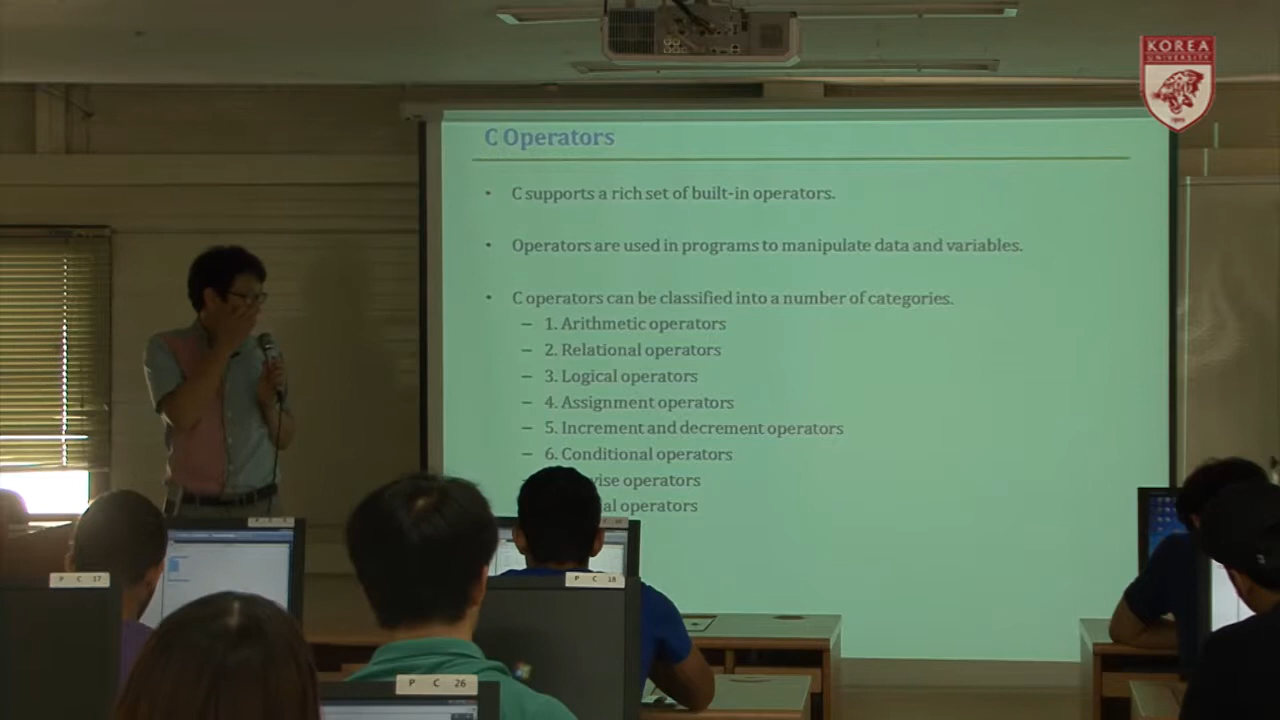 KOREA
UNIVERSITY
C Operators
• C supports a rich set of built-in operators.
• Operators are used in programs to manipulate data and variables.
• C operators can be classified into a number of categories.
– 1. Arithmetic operators
– 2. Relational operators
– 3. Logical operators
– 4. Assignment operators
– 5. Increment and decrement operators
– 6. Conditional operators
operators
operators
P C 17
P C 18
P C 26